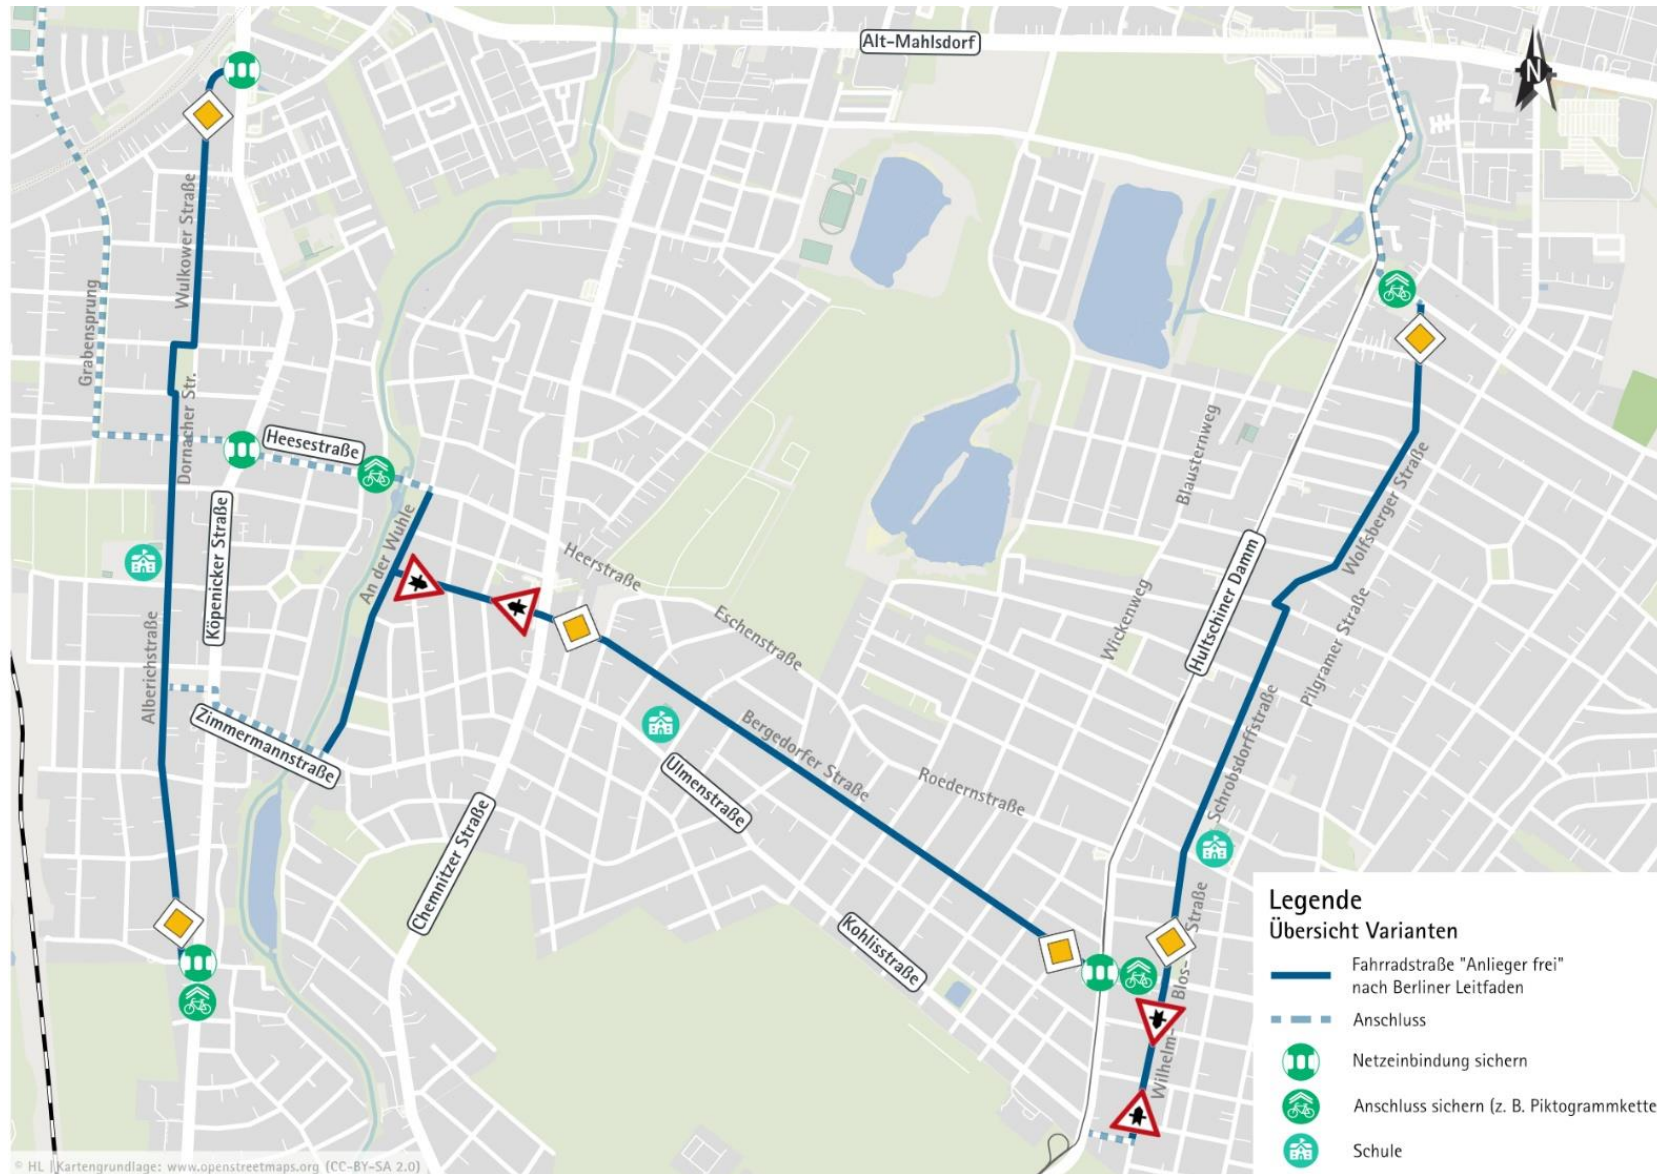 Alt-Mahlsdorf
N
Wulkower Straße
Grabensprung
Dornacher Str.
Heesestraße
Köpenicker Straße
An der Wuhle
Heerstraße
Eschenstraße
Blausternweg
Wickenweg
Hultschiner Damm
Wolfsberger Straße
Pilgramer Straße
Alberichstraße
Zimmermannstraße
Chemnitzer Straße
Bergedorfer Straße
Ulmenstraße
Roedernstraße
Schrobsdorffstraße
Kohlisstraße
Wilhelm-Blos-Straße
Legende
Übersicht Varianten
Fahrradstraße "Anlieger frei"
nach Berliner Leitfaden
Anschluss
Netzeinbindung sichern
Anschluss sichern (z. B. Piktogrammkette
Schule
© HL | Kartengrundlage: www.openstreetmaps.org (CC-BY-SA 2.0)